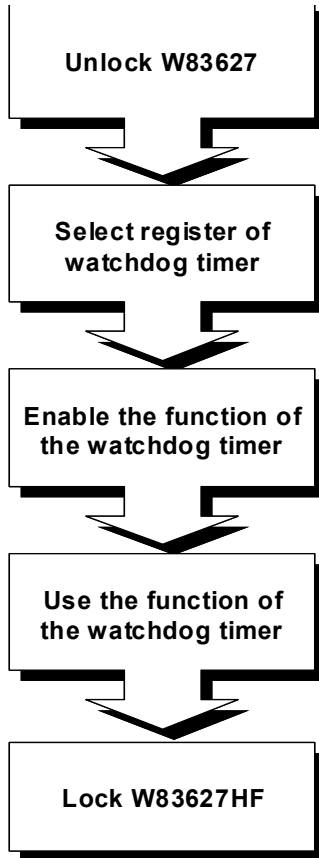 Unlock W83627
Select register of
watchdog timer
Enable the function of
the watchdog timer
Use the function of
the watchdog timer
Lock W83627HF